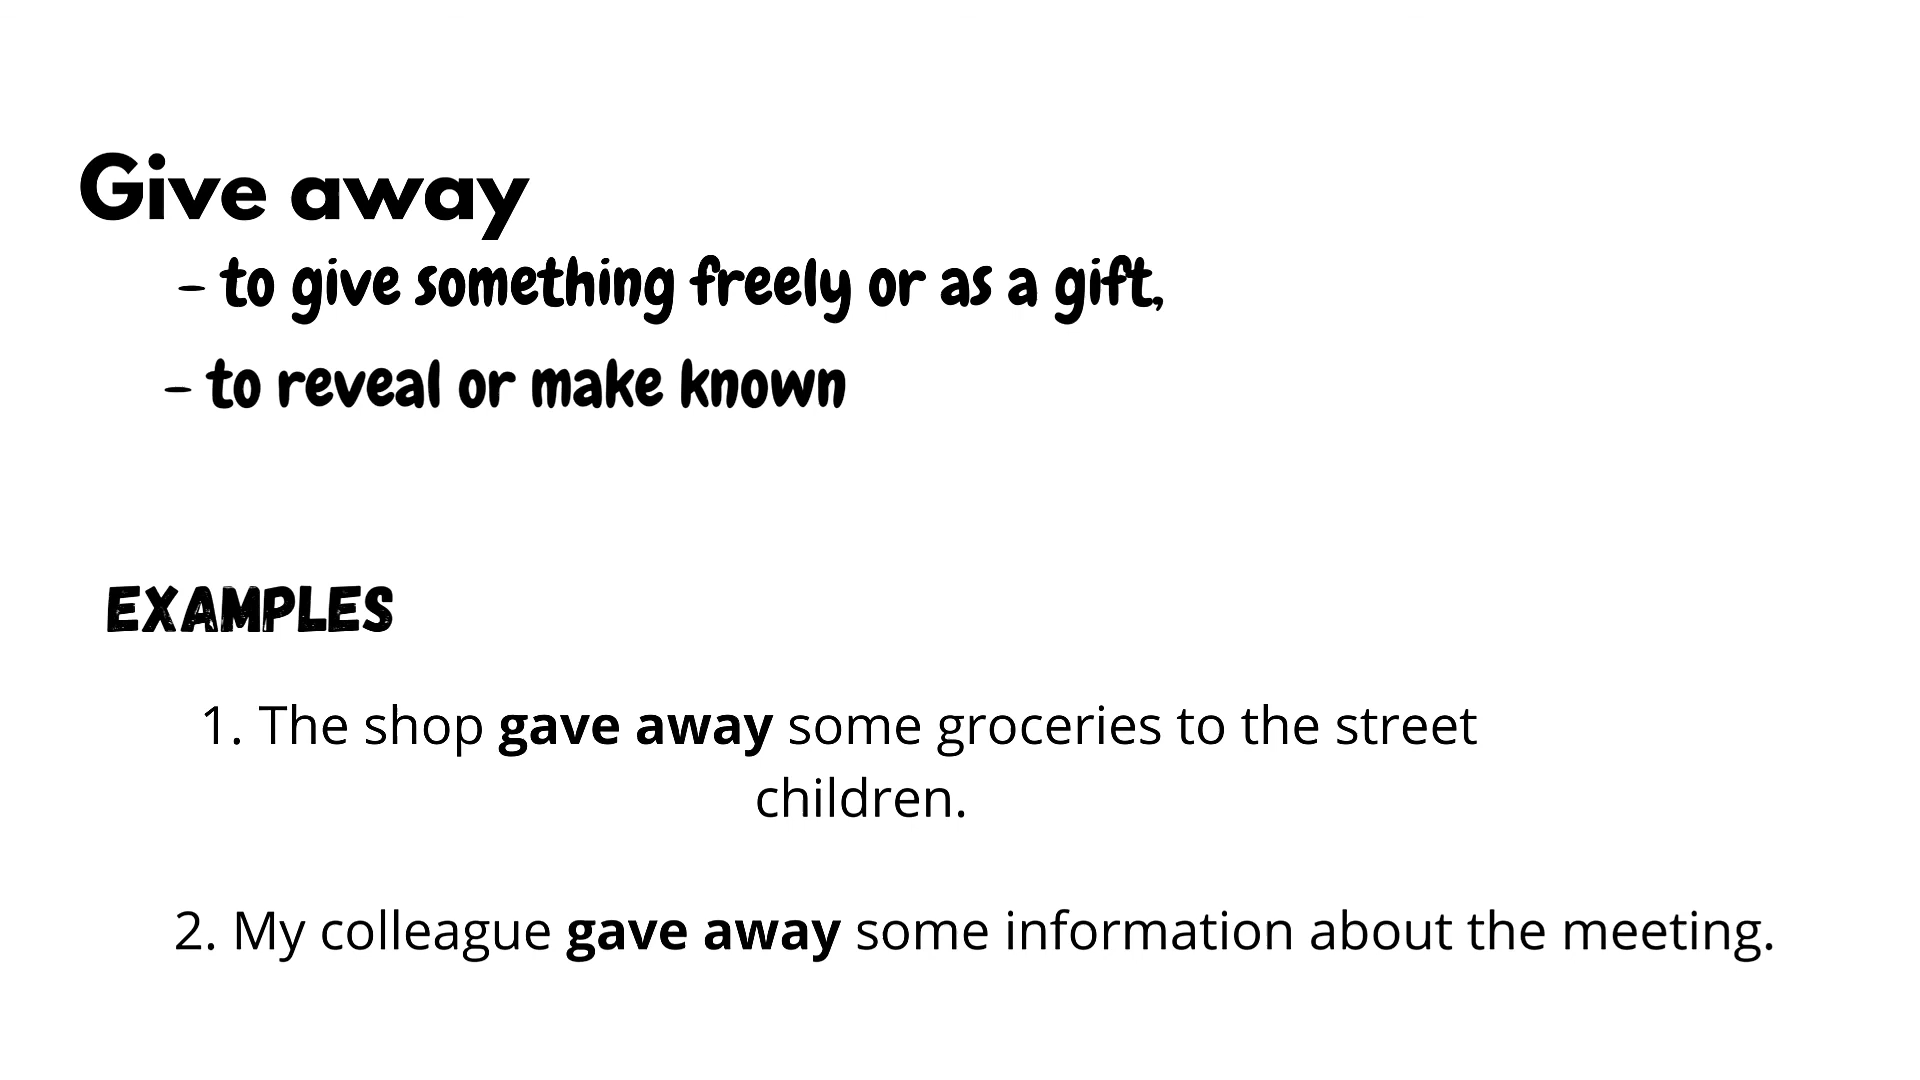 Give away
- to give something freely or as a gift,
- to reveal or make known
EXAMPLES
1. The shop gave away some groceries to the street
children.
2. My colleague gave away some information about the meeting.